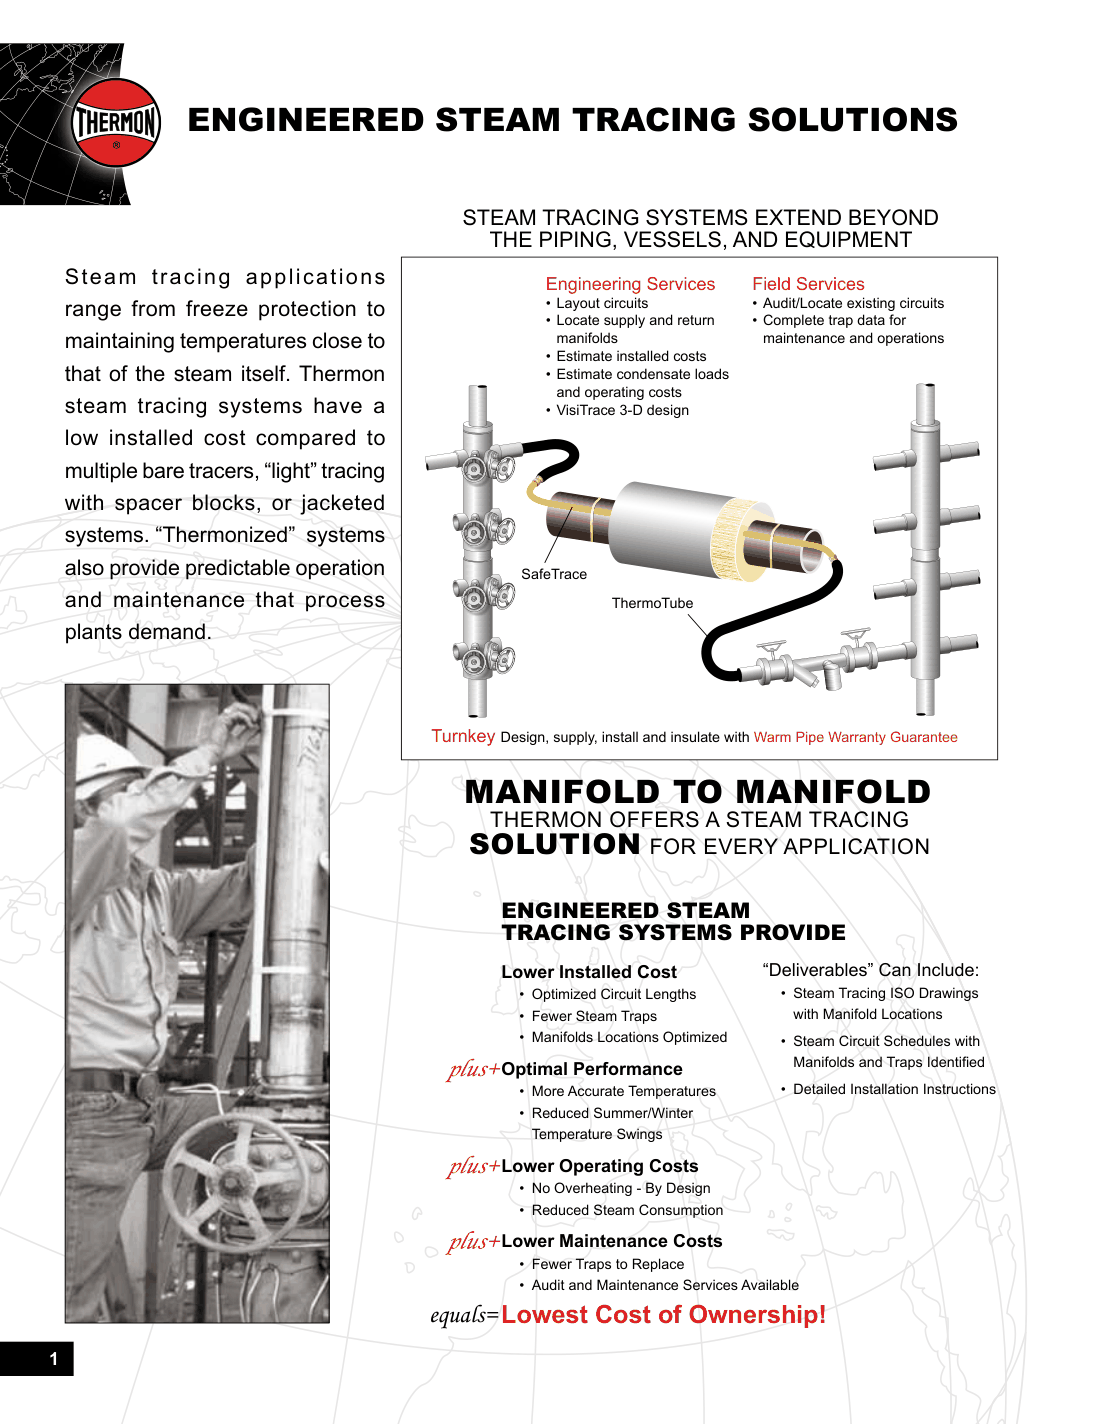 THERMON
®
ENGINEERED STEAM TRACING SOLUTIONS
Steam tracing applications
range from freeze protection to
maintaining temperatures close to
that of the steam itself. Thermon
steam tracing systems have a
low installed cost compared to
multiple bare tracers, “light” tracing
with spacer blocks, or jacketed
systems. “Thermonized” systems
also provide predictable operation
and maintenance that process
plants demand.
STEAM TRACING SYSTEMS EXTEND BEYOND
THE PIPING, VESSELS, AND EQUIPMENT
Engineering Services
• Layout circuits
• Locate supply and return
manifolds
• Estimate installed costs
• Estimate condensate loads
and operating costs
• VisiTrace 3-D design
Field Services
• Audit/Locate existing circuits
• Complete trap data for
maintenance and operations
SafeTrace
ThermoTube
Turnkey Design, supply, install and insulate with Warm Pipe Warranty Guarantee
MANIFOLD TO MANIFOLD
THERMON OFFERS A STEAM TRACING
SOLUTION FOR EVERY APPLICATION
ENGINEERED STEAM
TRACING SYSTEMS PROVIDE
Lower Installed Cost
• Optimized Circuit Lengths
• Fewer Steam Traps
• Manifolds Locations Optimized
plus+Optimal Performance
• More Accurate Temperatures
• Reduced Summer/Winter
Temperature Swings
plus+Lower Operating Costs
• No Overheating - By Design
• Reduced Steam Consumption
plus+Lower Maintenance Costs
• Fewer Traps to Replace
• Audit and Maintenance Services Available
equals=Lowest Cost of Ownership!
“Deliverables” Can Include:
• Steam Tracing ISO Drawings
with Manifold Locations
• Steam Circuit Schedules with
Manifolds and Traps Identified
• Detailed Installation Instructions
1